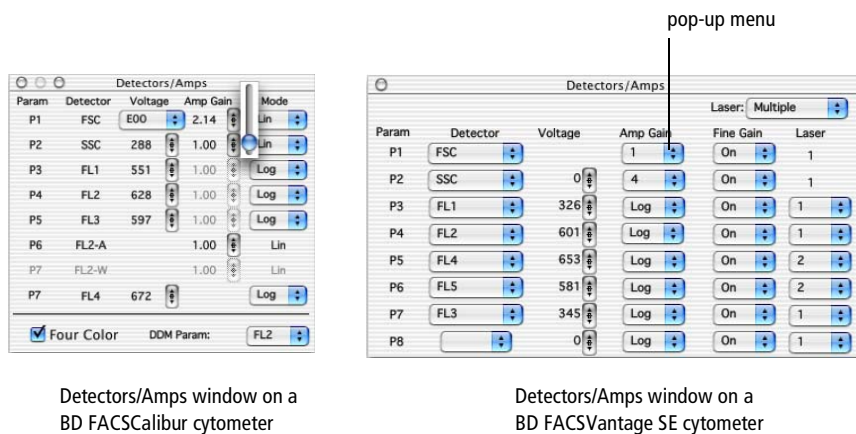 pop-up menu
Detectors/Amps
Param Detector Voltage Amp Gain Mode
P1 FSC E00 2.14 Lin
P2 SSC 288 1.00 Lin
P3 FL1 551 1.00 Log
P4 FL2 628 1.00 Log
P5 FL3 597 1.00 Log
P6 FL2-A 1.00 Lin
P7 FL2-W 1.00 Lin
P7 FL4 672 Log
Four Color DDM Param: FL2
Detectors/Amps window on a
BD FACSCalibur cytometer
Detectors/Amps
Laser: Multiple
Param Detector Voltage Amp Gain Fine Gain Laser
P1 FSC 1 On 1
P2 SSC 0 4 On 1
P3 FL1 326 Log On 1
P4 FL2 601 Log On 1
P5 FL4 653 Log On 2
P6 FL5 581 Log On 2
P7 FL3 345 Log On 1
P8 0 Log On 1
Detectors/Amps window on a
BD FACSVantage SE cytometer